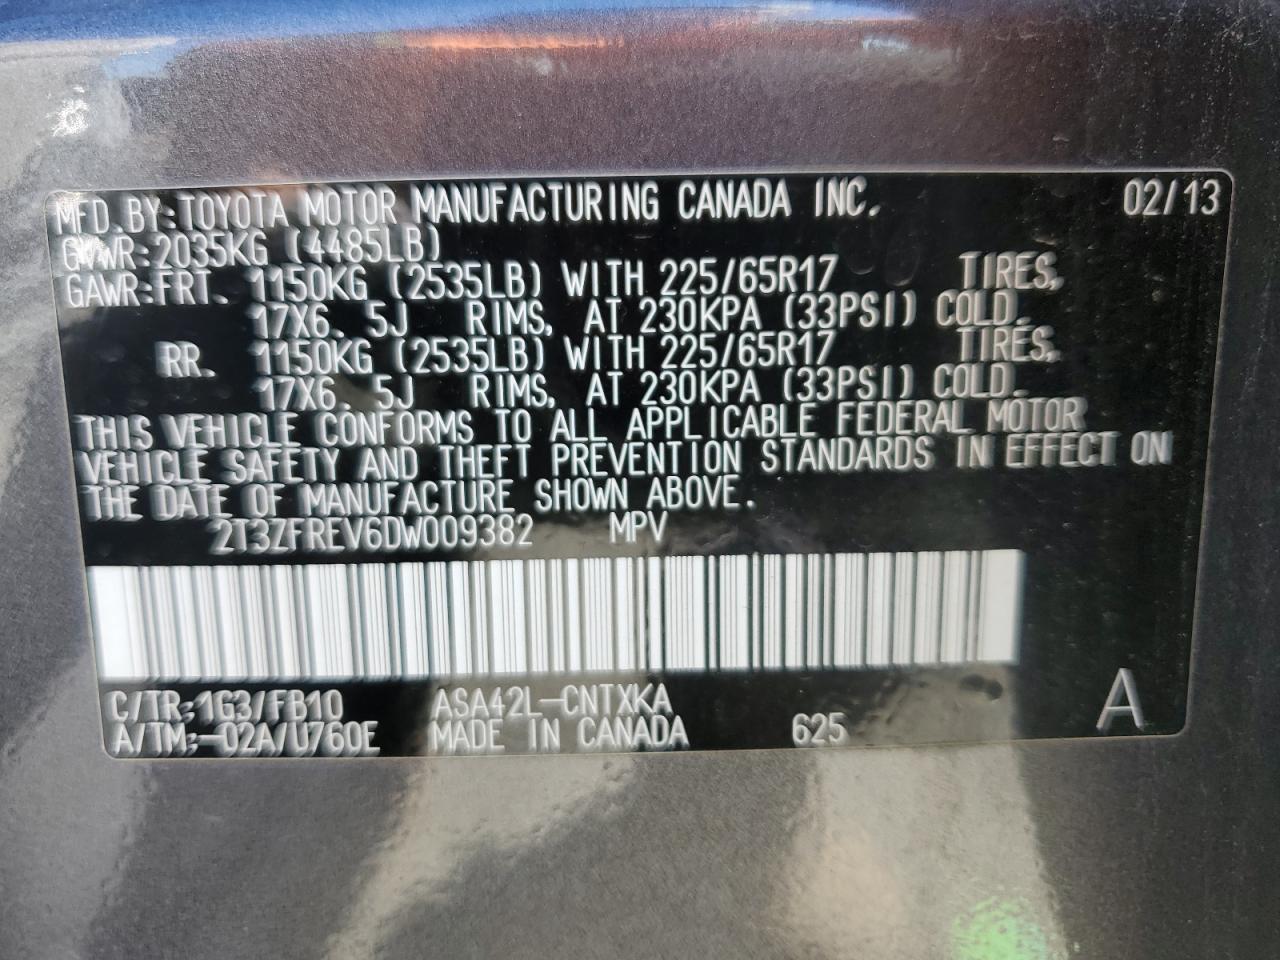 MFD.BY:TOYOTA MOTOR MANUFACTURING CANADA INC. 02/13
GVWR:2035KG (4485LB)
GAWR:FRT. 1150KG (2535LB) WITH 225/65R17 TIRES,
17X6.5J RIMS, AT 230KPA (33PSI) COLD.
RR. 1150KG (2535LB) WITH 225/65R17 TIRES,
17X6.5J RIMS, AT 230KPA (33PSI) COLD.
THIS VEHICLE CONFORMS TO ALL APPLICABLE FEDERAL MOTOR
VEHICLE SAFETY AND THEFT PREVENTION STANDARDS IN EFFECT ON
THE DATE OF MANUFACTURE SHOWN ABOVE.
2T3ZFREV6DW009382 MPV
C/TR:1G3/FB10 ASA42L-CNTXKA
A/TM:-02A/U760E MADE IN CANADA 625 A